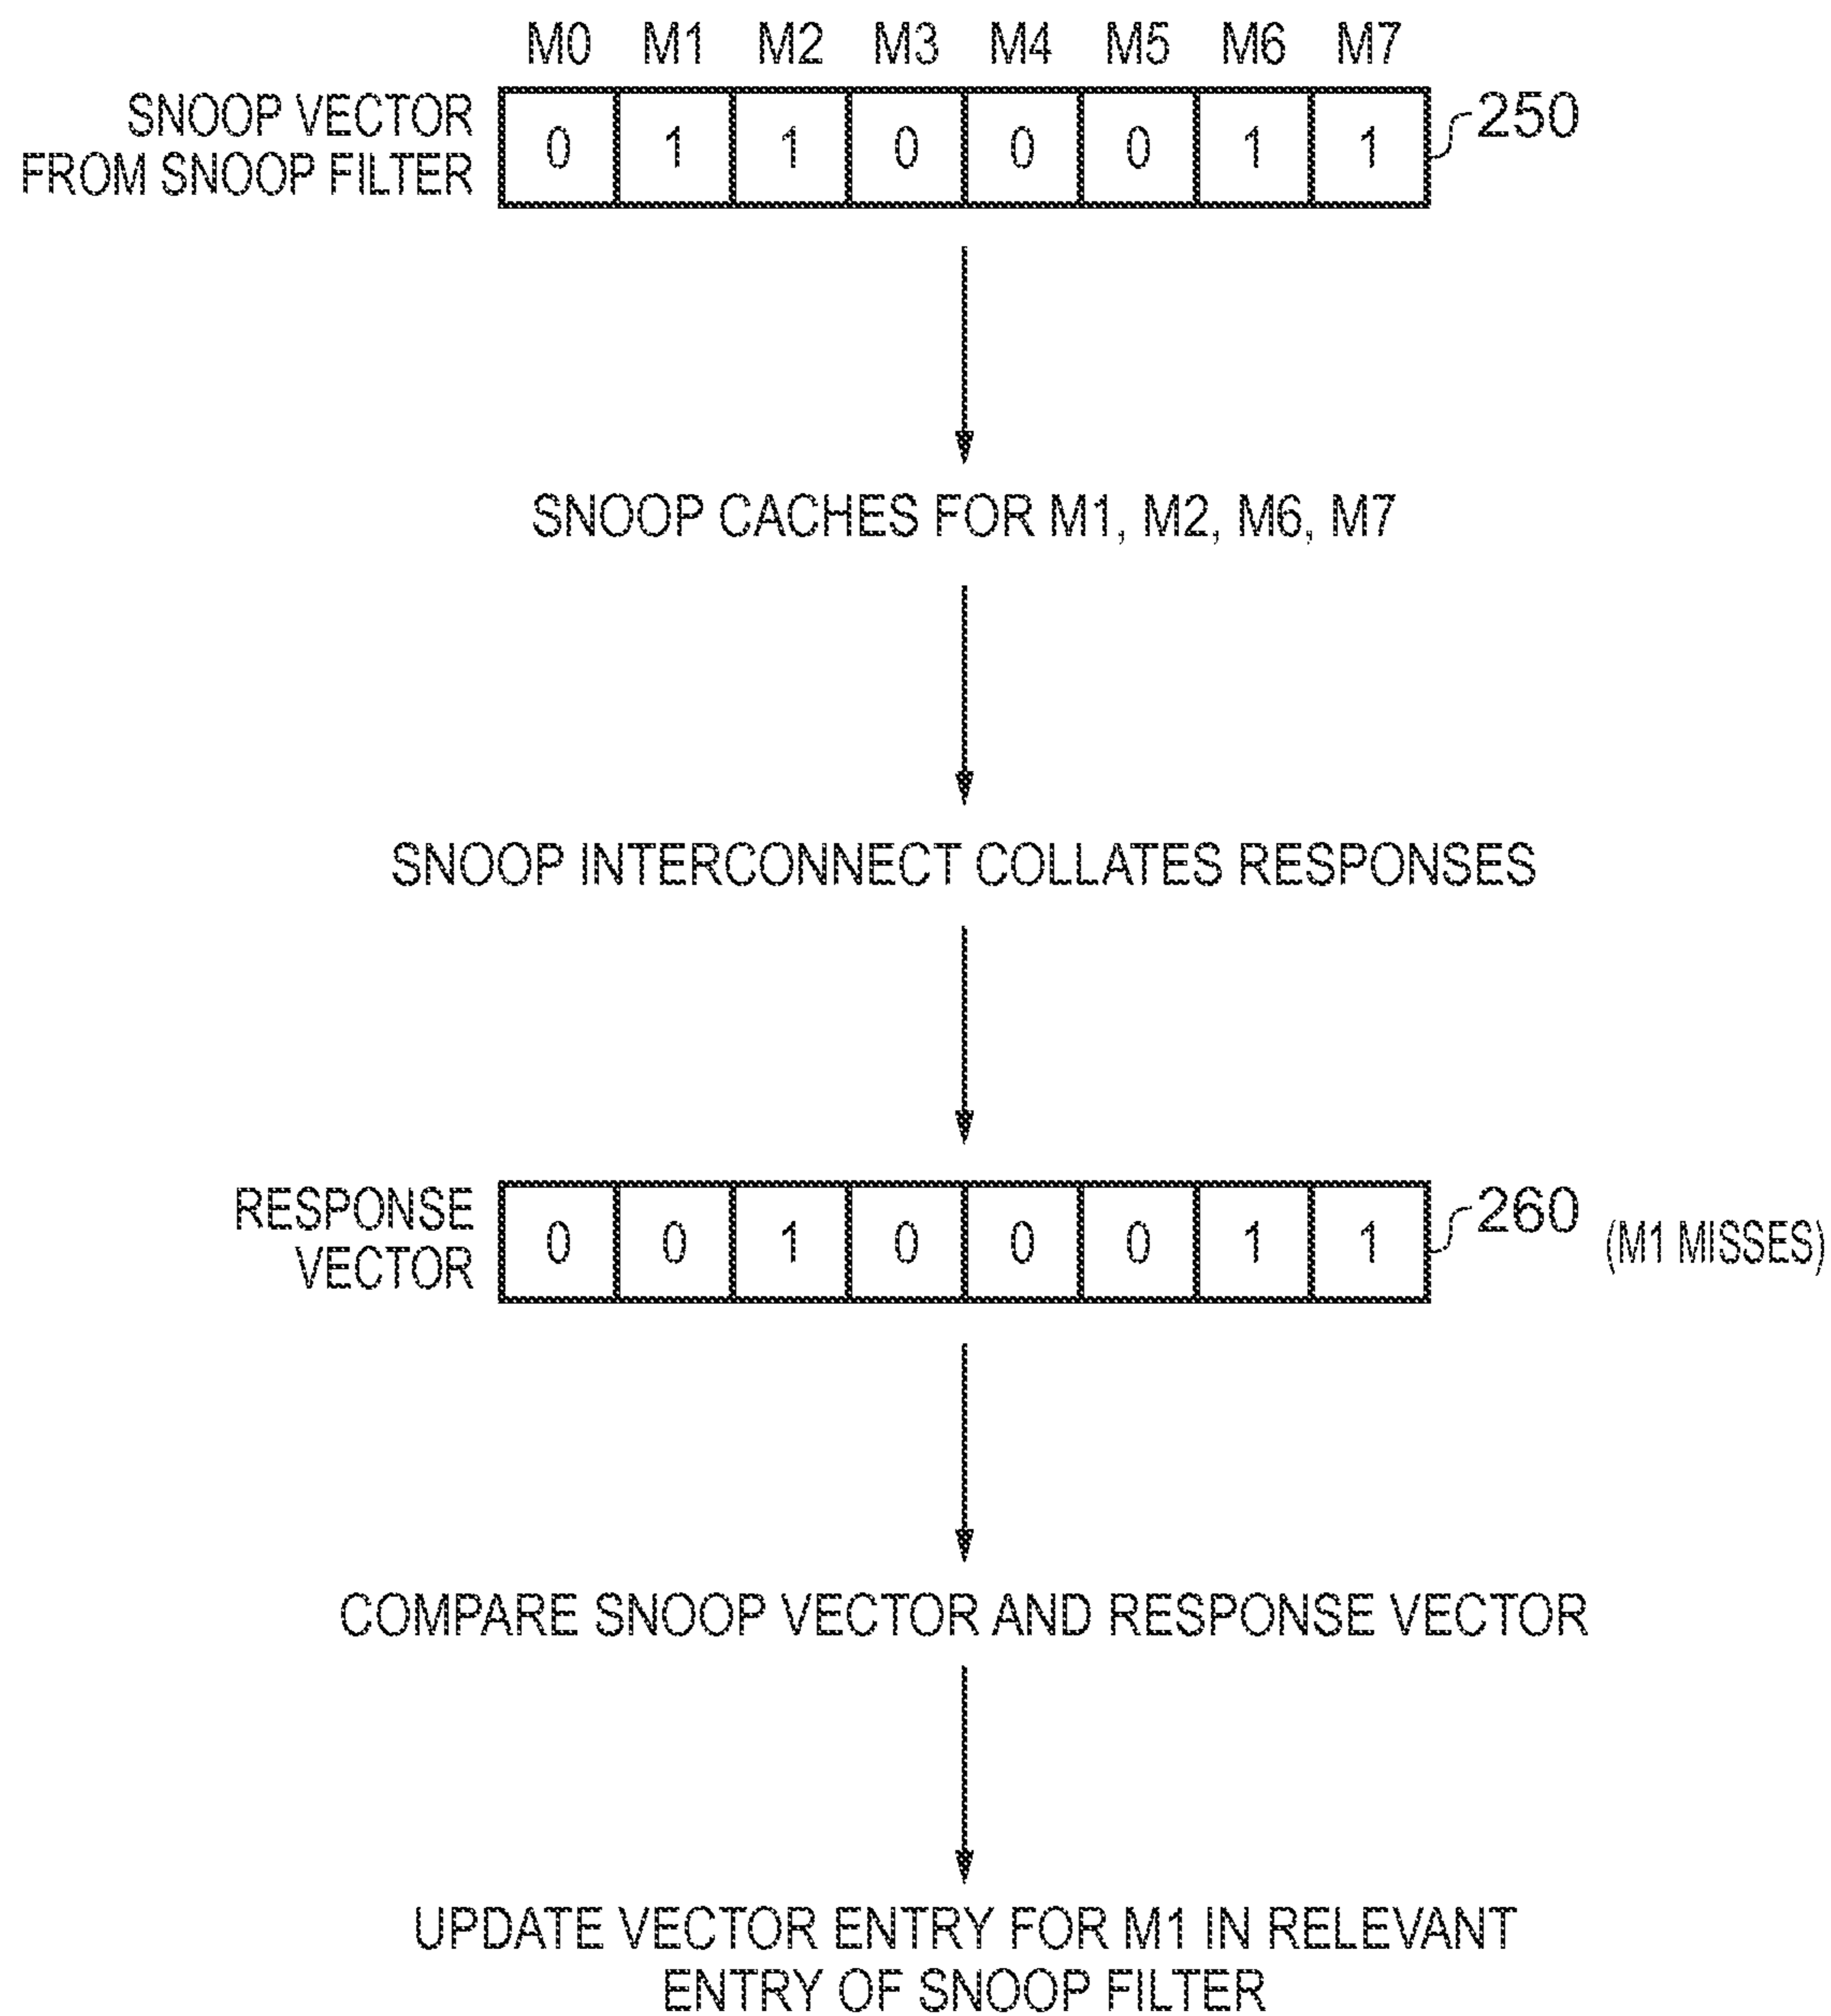 M0 M1 M2 M3 M4 M5 M6 M7
SNOOP VECTOR
FROM SNOOP FILTER
0 1 1 0 0 0 1 1
250
SNOOP CACHES FOR M1, M2, M6, M7
SNOOP INTERCONNECT COLLATES RESPONSES
RESPONSE
VECTOR
0 0 1 0 0 0 1 1
260
(M1 MISSES)
COMPARE SNOOP VECTOR AND RESPONSE VECTOR
UPDATE VECTOR ENTRY FOR M1 IN RELEVANT
ENTRY OF SNOOP FILTER